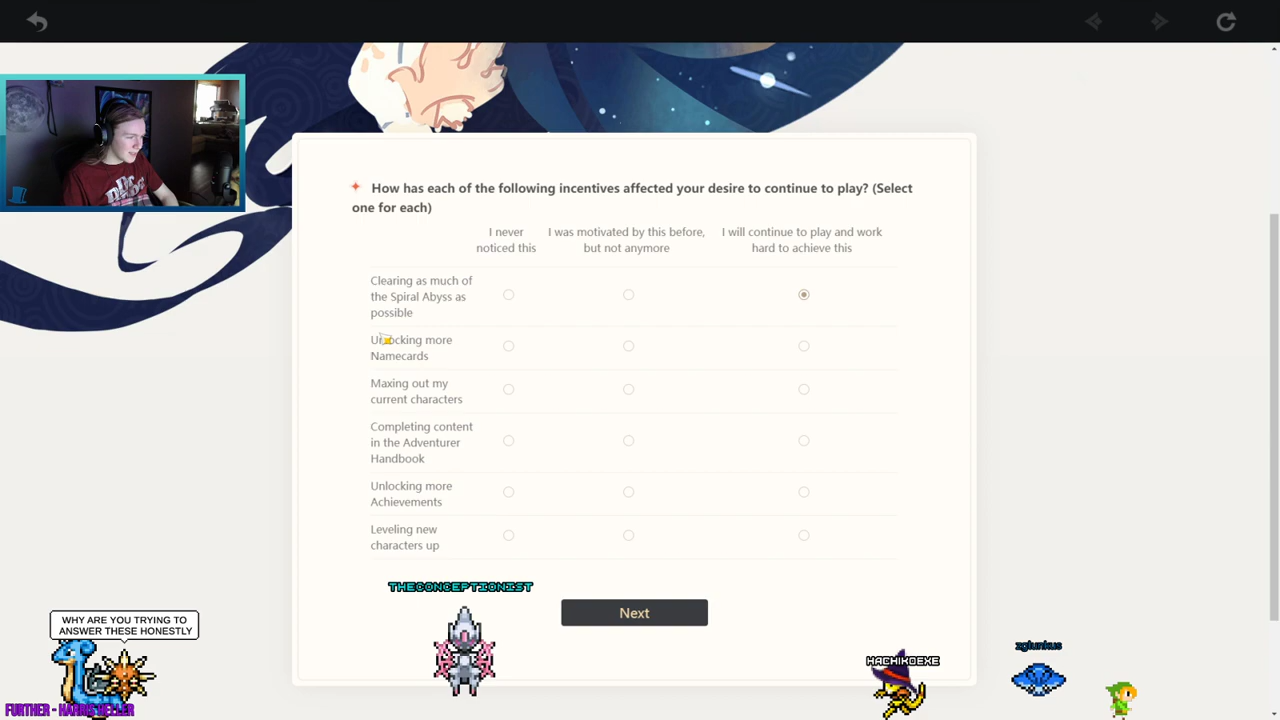 How has each of the following incentives affected your desire to continue to play? (Select
one for each)
I never
noticed this
I was motivated by this before,
but not anymore
I will continue to play and work
hard to achieve this
Clearing as much of
the Spiral Abyss as
possible
Unlocking more
Namecards
Maxing out my
current characters
Completing content
in the Adventurer
Handbook
Unlocking more
Achievements
Leveling new
characters up
THECONCEPTIONIST
Next
WHY ARE YOU TRYING TO
ANSWER THESE HONESTLY
HACHIKOEXE
zglunkus
FURTHER - HARRIS HELLER